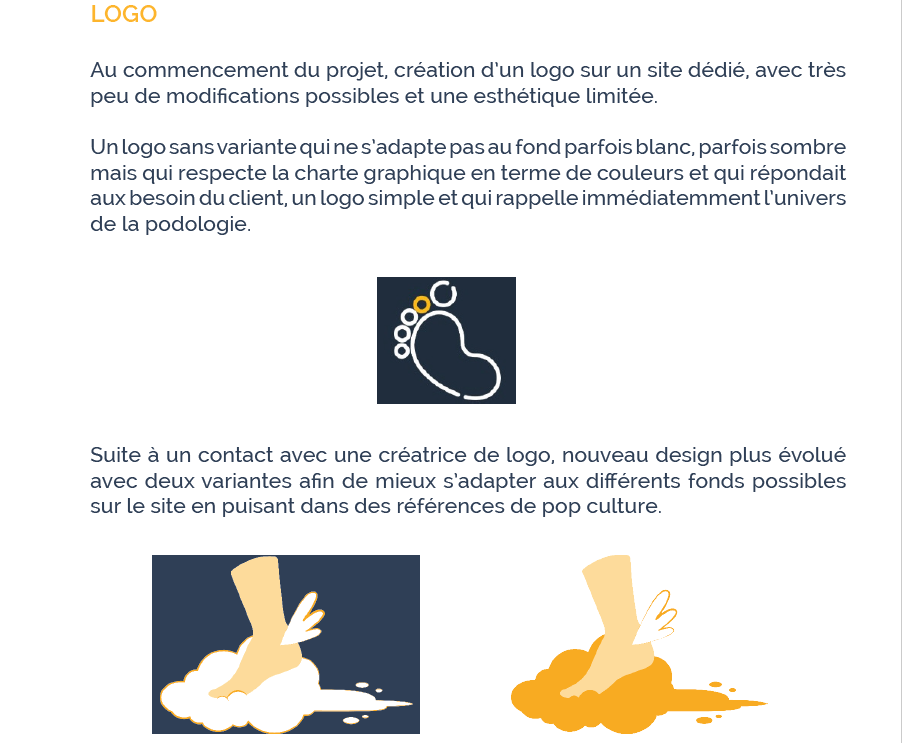 LOGO
Au commencement du projet, création d'un logo sur un site dédié, avec très
peu de modifications possibles et une esthétique limitée.
Un logo sans variante qui ne s'adapte pas au fond parfois blanc, parfois sombre
mais qui respecte la charte graphique en terme de couleurs et qui répondait
aux besoin du client, un logo simple et qui rappelle immédiatemment l'univers
de la podologie.
Suite à un contact avec une créatrice de logo, nouveau design plus évolué
avec deux variantes afin de mieux s'adapter aux différents fonds possibles
sur le site en puisant dans des références de pop culture.